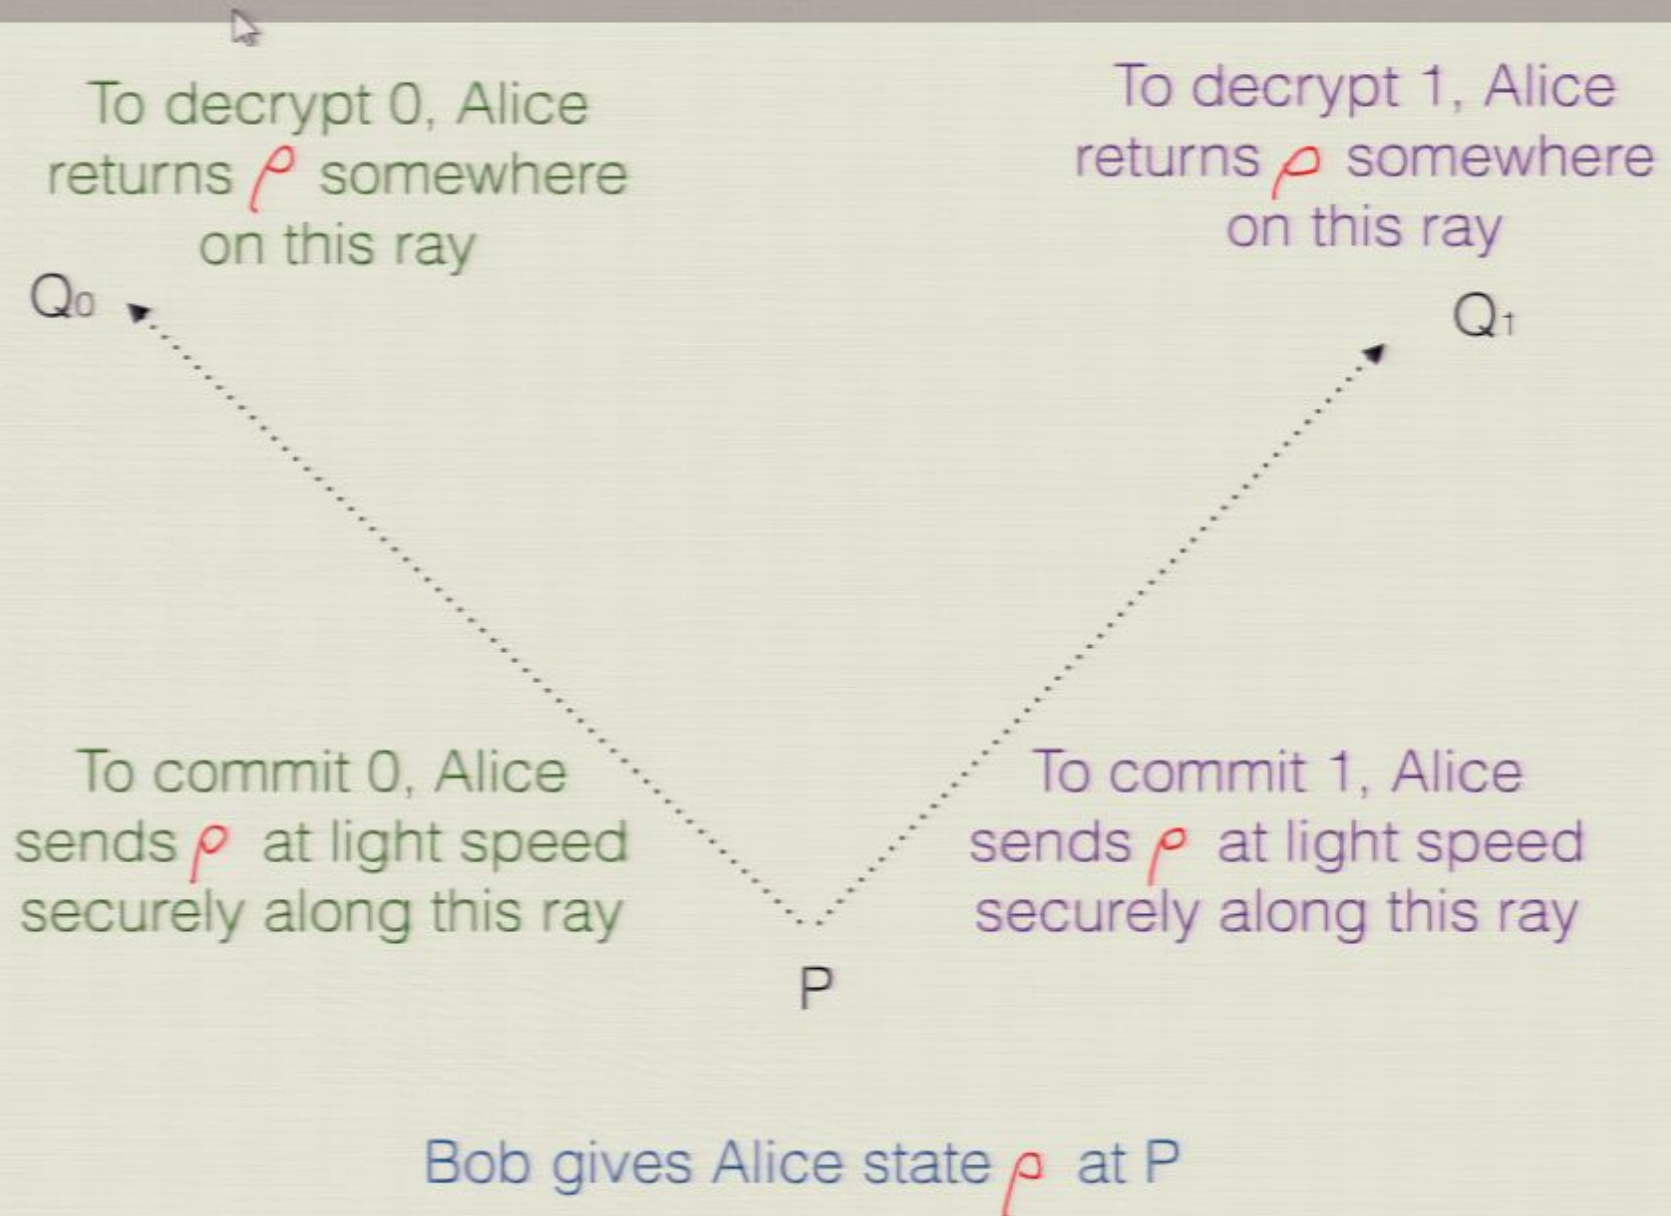 To decrypt 0, Alice
returns ρ somewhere
on this ray
To decrypt 1, Alice
returns ρ somewhere
on this ray
Q0
Q1
To commit 0, Alice
sends ρ at light speed
securely along this ray
To commit 1, Alice
sends ρ at light speed
securely along this ray
P
Bob gives Alice state ρ at P